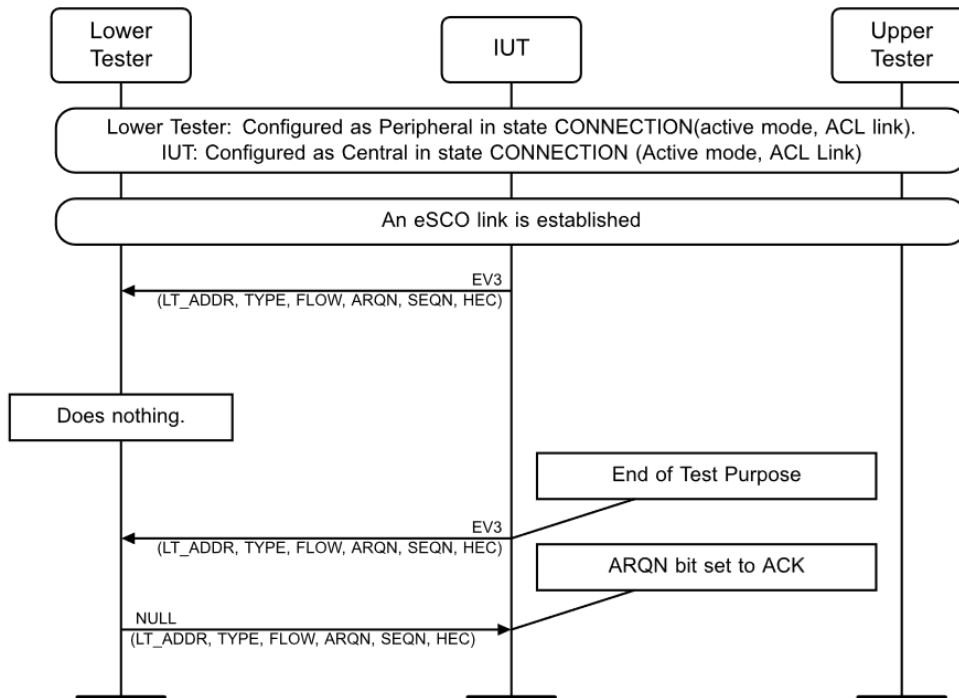 Lower
Tester
IUT
Upper
Tester
Lower Tester: Configured as Peripheral in state CONNECTION(active mode, ACL link).
IUT: Configured as Central in state CONNECTION (Active mode, ACL Link)
An eSCO link is established
EV3
(LT_ADDR, TYPE, FLOW, ARQN, SEQN, HEC)
Does nothing.
End of Test Purpose
EV3
(LT_ADDR, TYPE, FLOW, ARQN, SEQN, HEC)
ARQN bit set to ACK
NULL
(LT_ADDR, TYPE, FLOW, ARQN, SEQN, HEC)